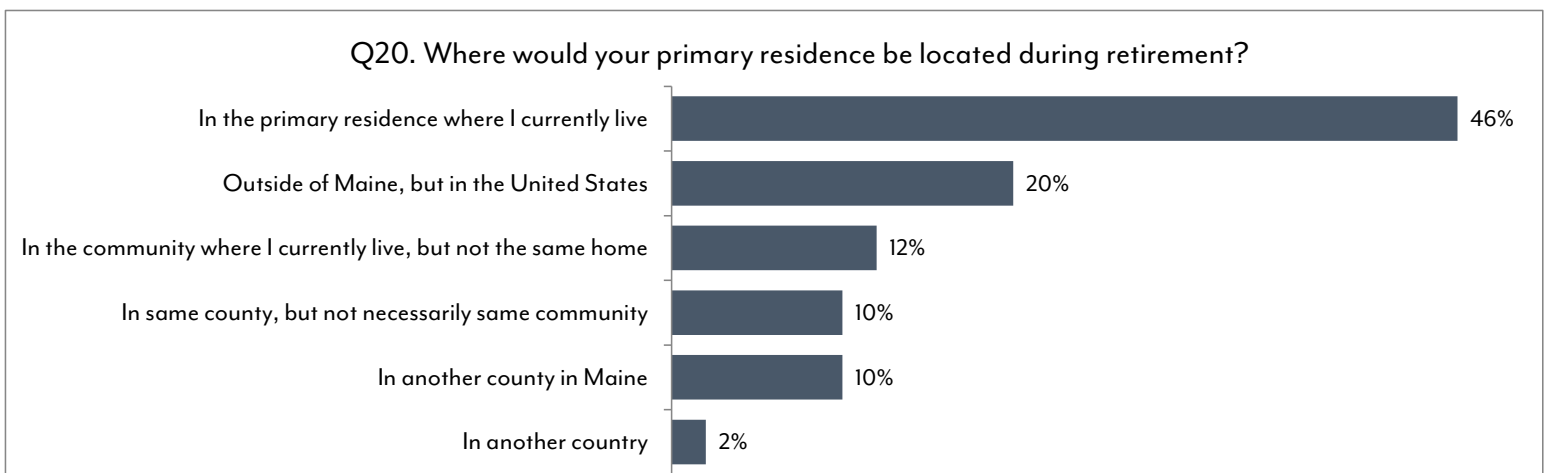 Q20. Where would your primary residence be located during retirement?
In the primary residence where I currently live 46%
Outside of Maine, but in the United States 20%
In the community where I currently live, but not the same home 12%
In same county, but not necessarily same community 10%
In another county in Maine 10%
In another country 2%